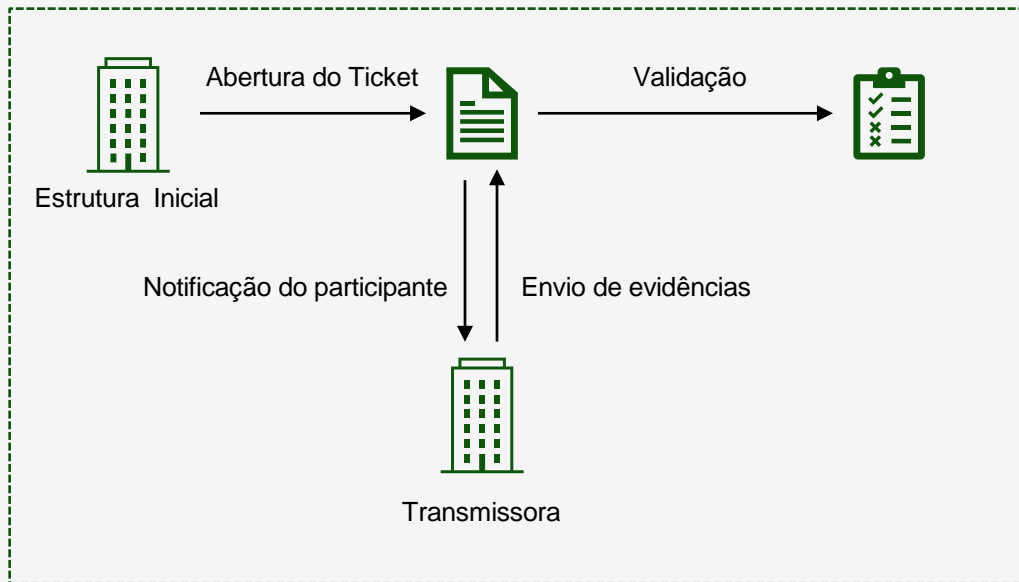 Abertura do Ticket
Validação
Estrutura Inicial
Notificação do participante
Envio de evidências
Transmissora